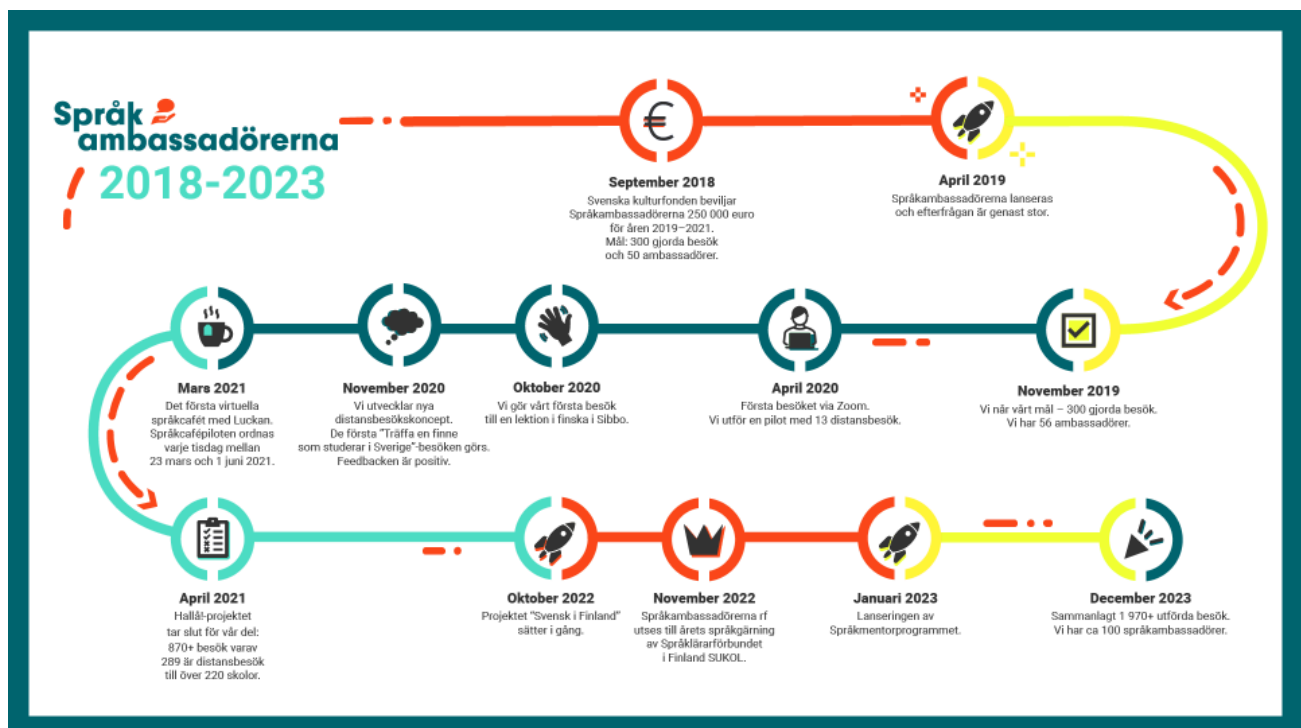 Språk
ambassadörerna
2018-2023
September 2018
Svenska kulturfonden beviljar
Språkambassadörerna 250 000 euro
för åren 2019–2021.
Mål: 300 gjorda besök
och 50 ambassadörer.
April 2019
Språkambassadörerna lanseras
och efterfrågan är genast stor.
Mars 2021
Det första virtuella
språkcafét med Luckan.
Språkcafépiloten ordnas
varje tisdag mellan
23 mars och 1 juni 2021.
November 2020
Vi utvecklar nya
distansbesökskoncept.
De första "Träffa en finne
som studerar i Sverige"-besöken görs.
Feedbacken är positiv.
Oktober 2020
Vi gör vårt första besök
till en lektion i finska i Sibbo.
April 2020
Första besöket via Zoom.
Vi utför en pilot med 13 distansbesök.
November 2019
Vi når vårt mål – 300 gjorda besök.
Vi har 56 ambassadörer.
April 2021
Hallå!-projektet
tar slut för vår del:
870+ besök varav
289 är distansbesök
till över 220 skolor.
Oktober 2022
Projektet "Svensk i Finland"
sätter i gång.
November 2022
Språkambassadörerna rf
utses till årets språkgärning
av Språklärarförbundet
i Finland SUKOL.
Januari 2023
Lanseringen av
Språkmentorprogrammet.
December 2023
Sammanlagt 1 970+ utförda besök.
Vi har ca 100 språkambassadörer.